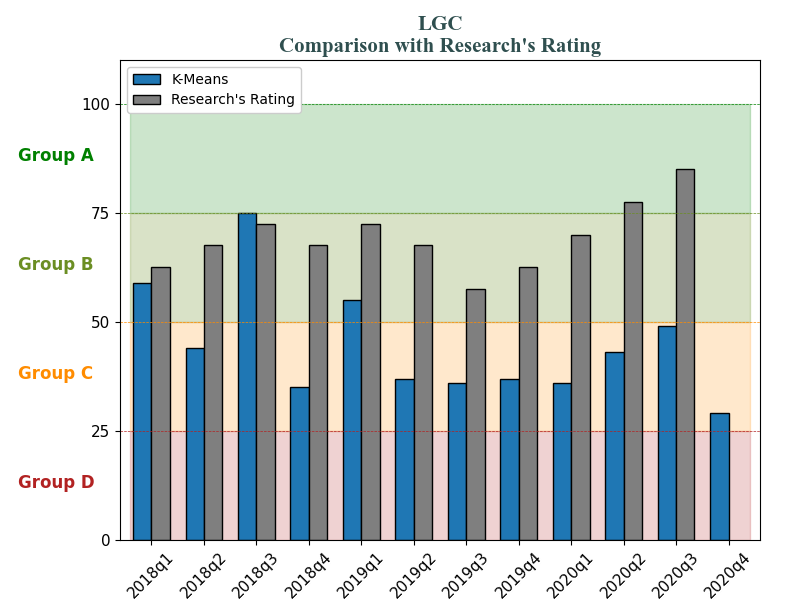 LGC
Comparison with Research's Rating
K-Means
Research's Rating
100
Group A
75
Group B
50
Group C
25
Group D
0
2018q1
2018q2
2018q3
2018q4
2019q1
2019q2
2019q3
2019q4
2020q1
2020q2
2020q3
2020q4